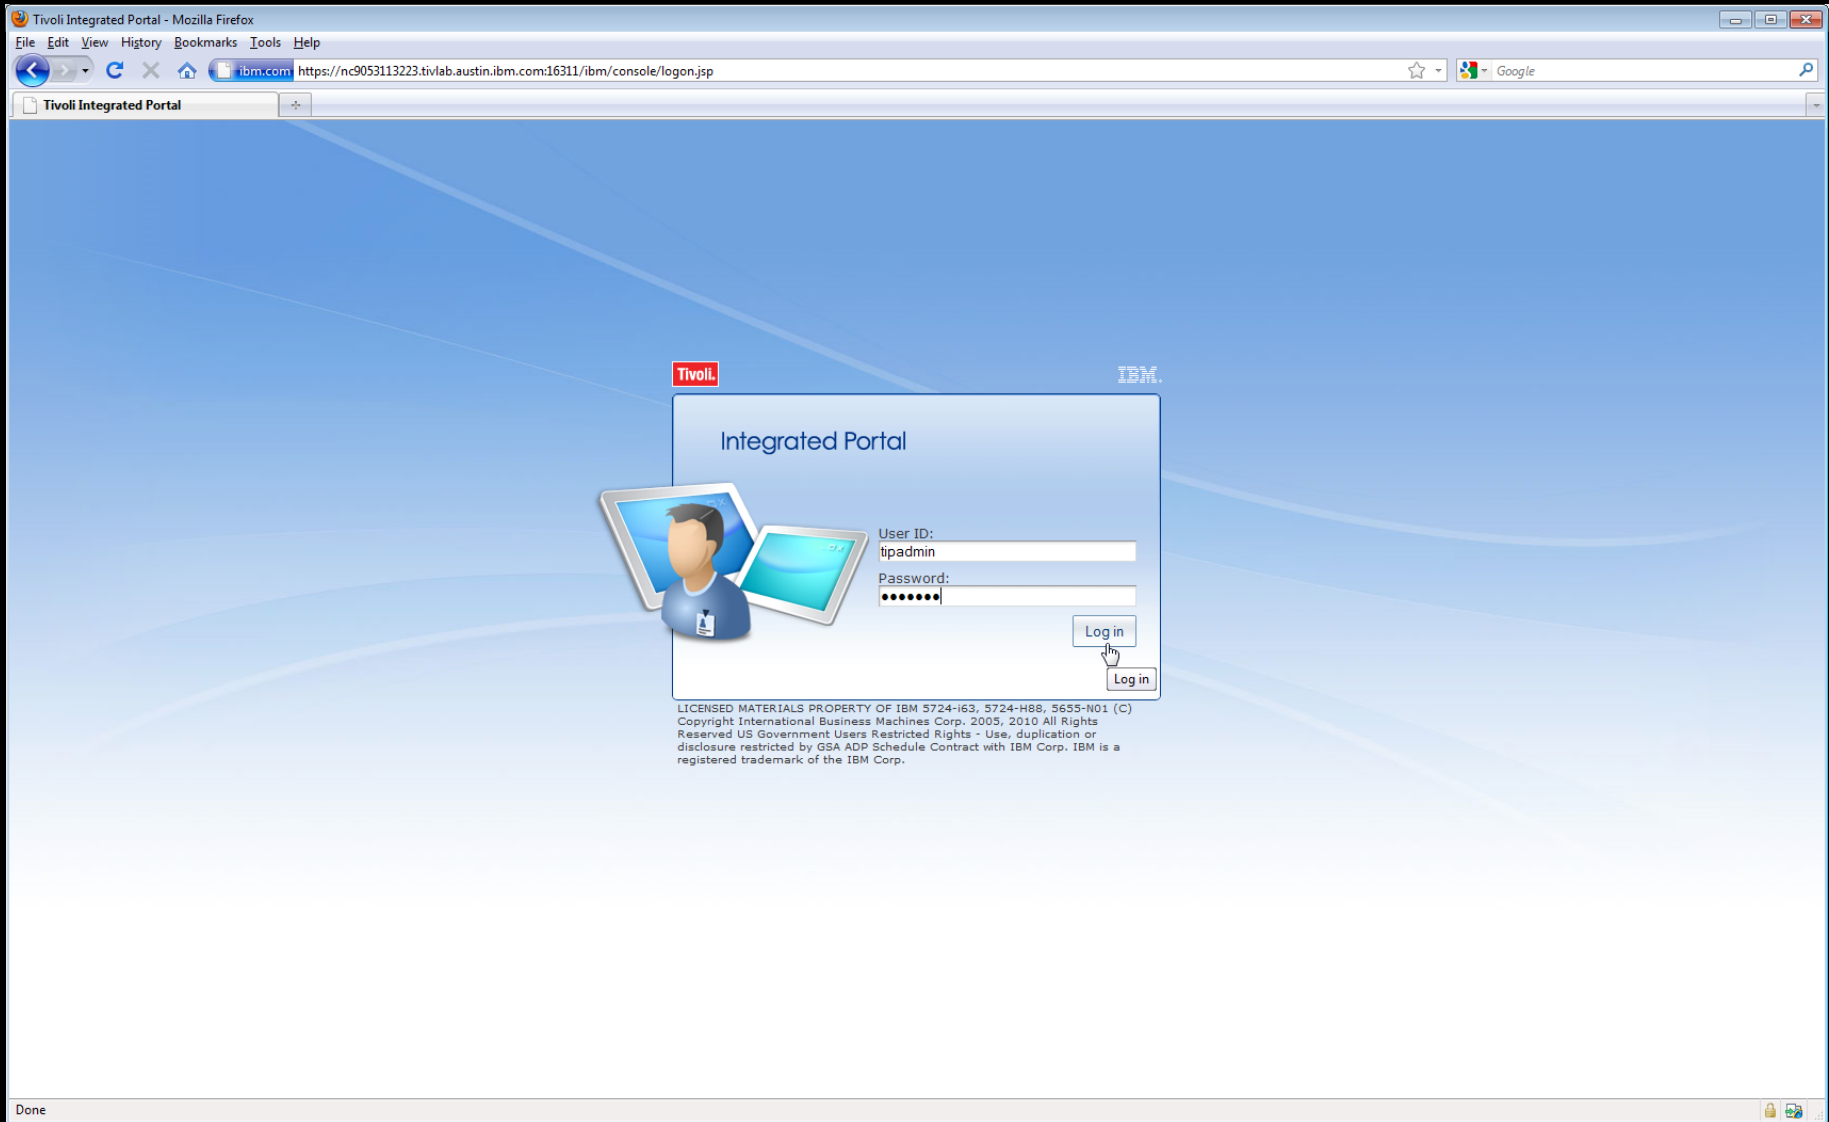 Tivoli Integrated Portal - Mozilla Firefox
File Edit View History Bookmarks Tools Help
ibm.com https://nc9053113223.tivlab.austin.ibm.com:16311/ibm/console/logon.jsp Google
Tivoli Integrated Portal
Tivoli. IBM.
Integrated Portal
User ID:
tipadmin
Password:
•••••••
Log in
Log in
LICENSED MATERIALS PROPERTY OF IBM 5724-i63, 5724-H88, 5655-N01 (C)
Copyright International Business Machines Corp. 2005, 2010 All Rights
Reserved US Government Users Restricted Rights - Use, duplication or
disclosure restricted by GSA ADP Schedule Contract with IBM Corp. IBM is a
registered trademark of the IBM Corp.
Done